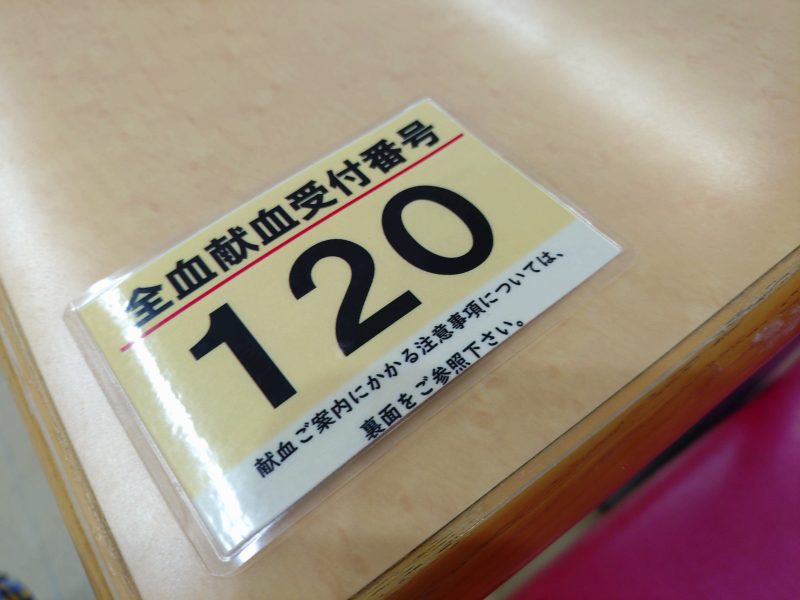 全血献血受付番号
120
献血ご案内にかかる注意事項については、
裏面をご参照下さい。